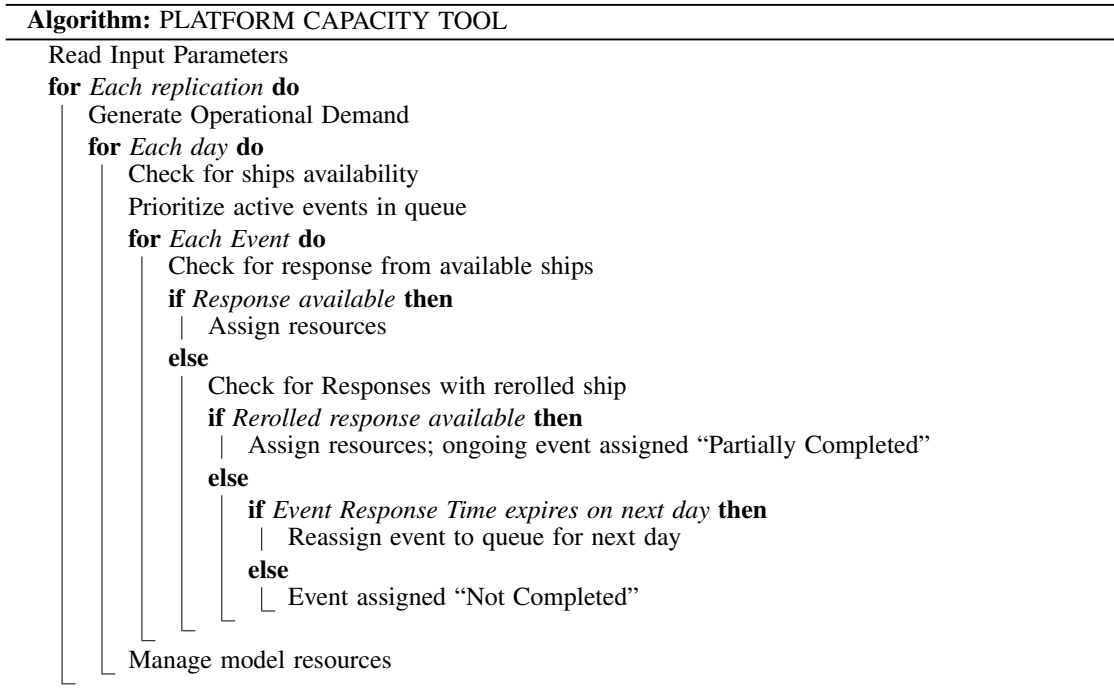 Algorithm: PLATFORM CAPACITY TOOL
Read Input Parameters
for Each replication do
Generate Operational Demand
for Each day do
Check for ships availability
Prioritize active events in queue
for Each Event do
Check for response from available ships
if Response available then
Assign resources
else
Check for Responses with rerolled ship
if Rerolled response available then
Assign resources; ongoing event assigned “Partially Completed”
else
if Event Response Time expires on next day then
Reassign event to queue for next day
else
Event assigned “Not Completed”
Manage model resources